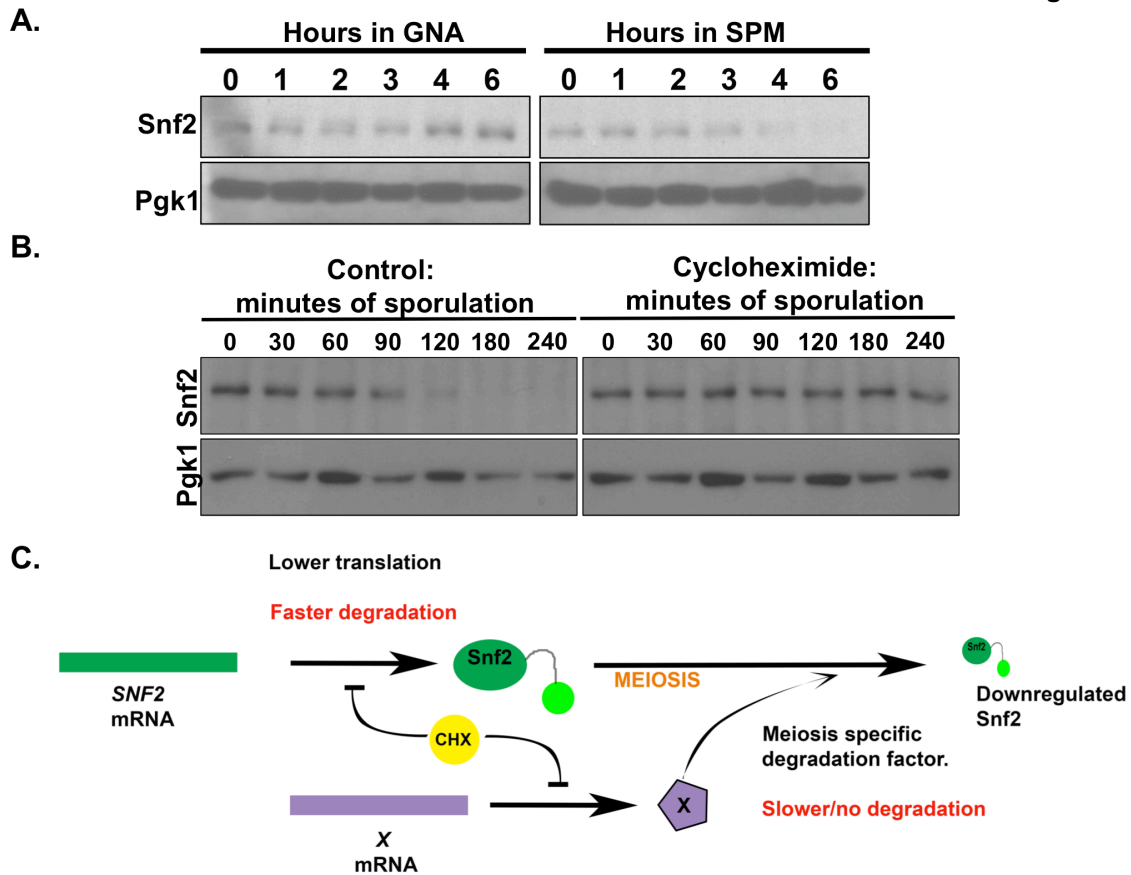 A.
Hours in GNA
Hours in SPM
0 1 2 3 4 6
0 1 2 3 4 6
Snf2
Pgk1
B.
Control:
minutes of sporulation
Cycloheximide:
minutes of sporulation
0 30 60 90 120 180 240
0 30 60 90 120 180 240
Snf2
Pgk1
C.
Lower translation
Faster degradation
SNF2
mRNA
Snf2
MEIOSIS
Snf2
Downregulated
Snf2
CHX
Meiosis specific
degradation factor.
X
Slower/no degradation
X
mRNA